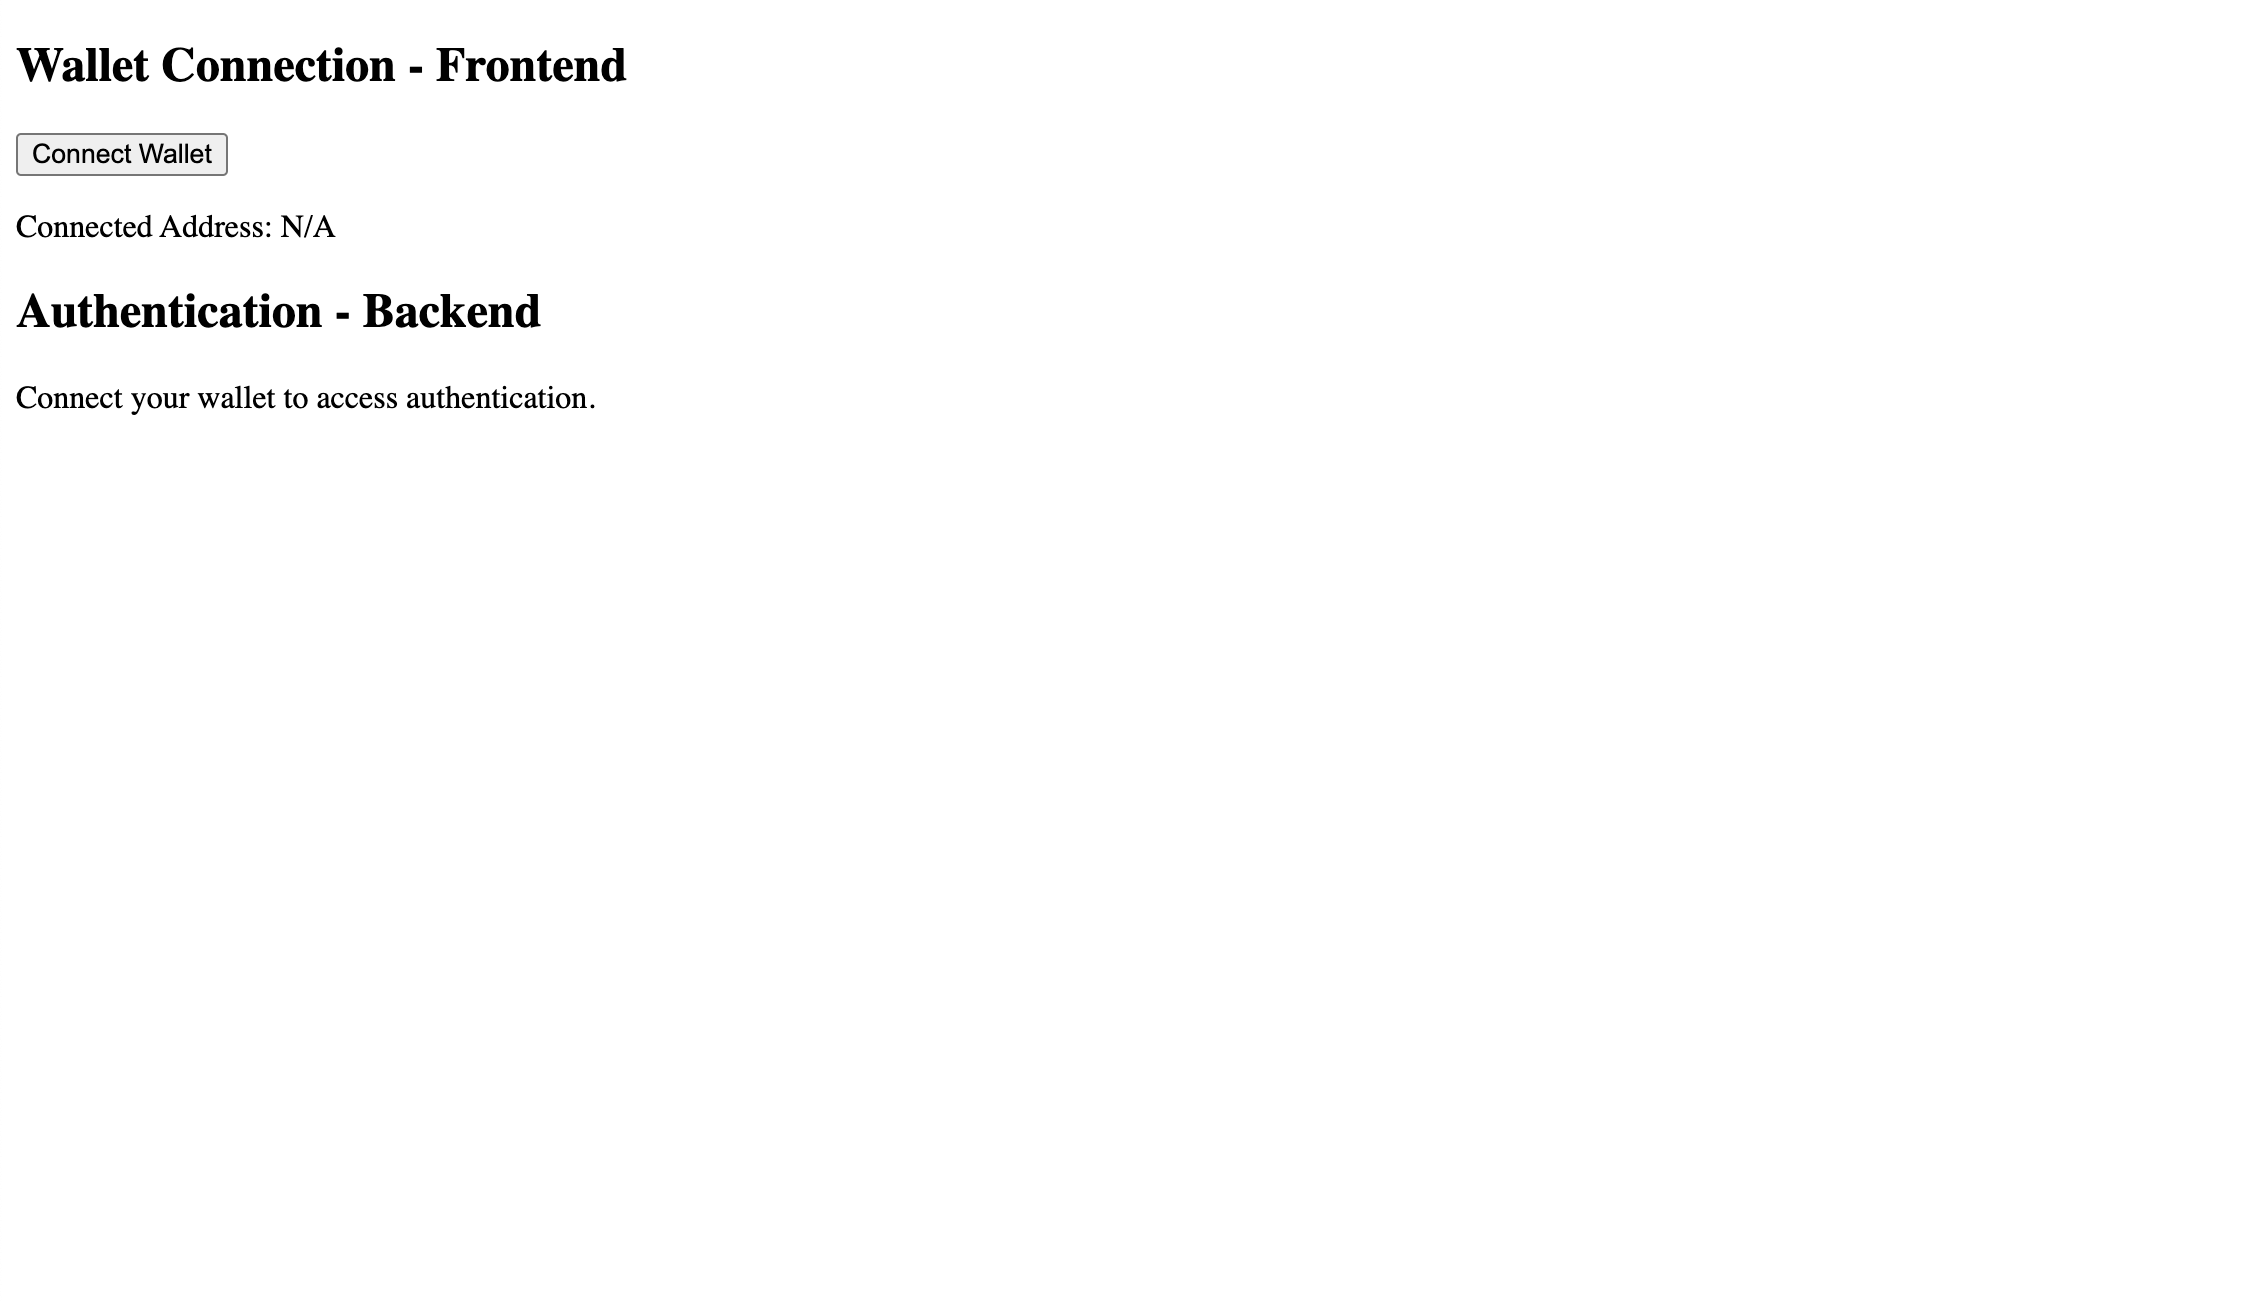 Wallet Connection - Frontend
Connect Wallet
Connected Address: N/A
Authentication - Backend
Connect your wallet to access authentication.